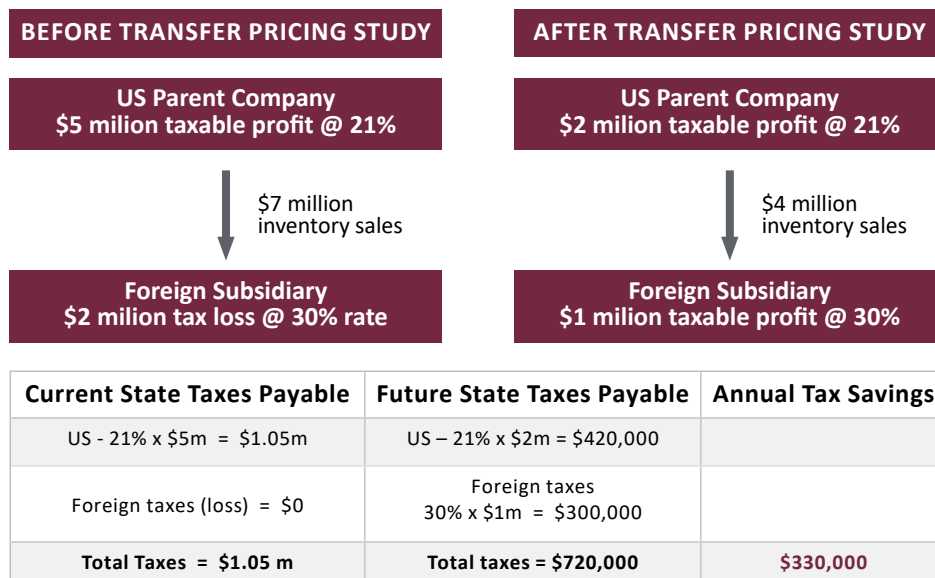 BEFORE TRANSFER PRICING STUDY
US Parent Company
$5 milion taxable profit @ 21%
$7 million
inventory sales
Foreign Subsidiary
$2 milion tax loss @ 30% rate
AFTER TRANSFER PRICING STUDY
US Parent Company
$2 milion taxable profit @ 21%
$4 million
inventory sales
Foreign Subsidiary
$1 milion taxable profit @ 30%
Current State Taxes Payable
Future State Taxes Payable
Annual Tax Savings
US - 21% x $5m = $1.05m
US – 21% x $2m = $420,000
Foreign taxes (loss) = $0
Foreign taxes
30% x $1m = $300,000
Total Taxes = $1.05 m
Total taxes = $720,000
$330,000